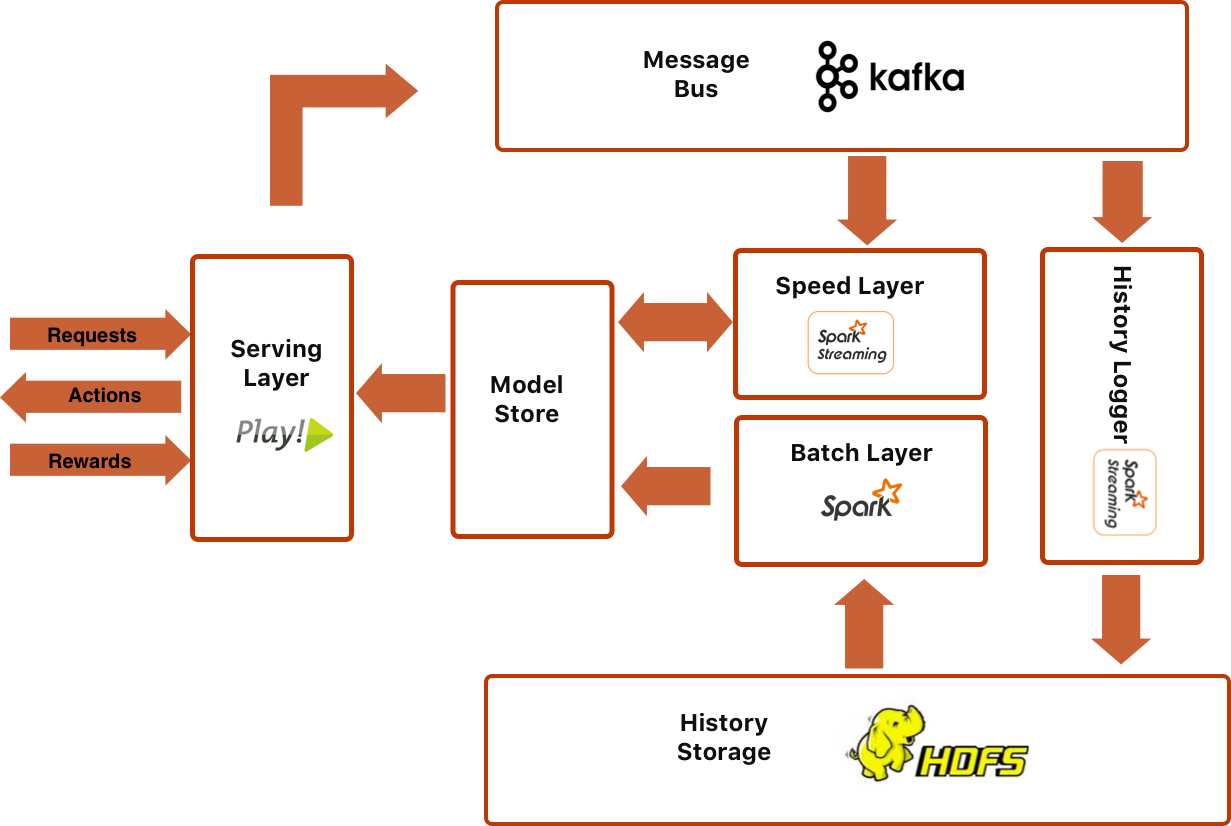 Message
Bus
kafka
Speed Layer
Spark
Streaming
History Logger
Spark
Streaming
Requests
Actions
Rewards
Serving
Layer
Play!
Model
Store
Batch Layer
Spark
History
Storage
HDFS